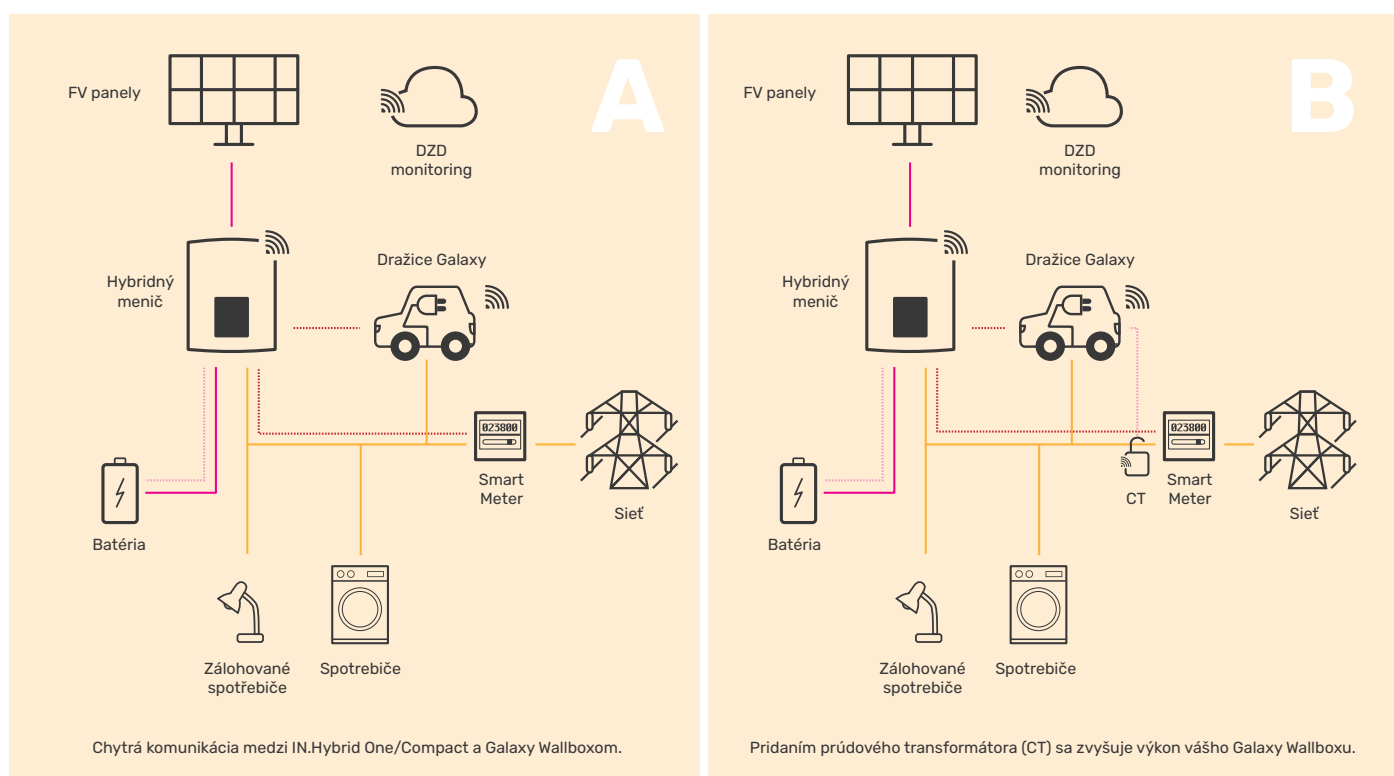 A
FV panely
DZD
monitoring
Hybridný
menič
Dražice Galaxy
023800
Smart
Meter
Sieť
Batéria
Zálohované
spotřebiče
Spotrebiče
Chytrá komunikácia medzi IN.Hybrid One/Compact a Galaxy Wallboxom.
B
FV panely
DZD
monitoring
Hybridný
menič
Dražice Galaxy
023800
CT
Smart
Meter
Sieť
Batéria
Zálohované
spotrebiče
Spotrebiče
Pridaním prúdového transformátora (CT) sa zvyšuje výkon vášho Galaxy Wallboxu.